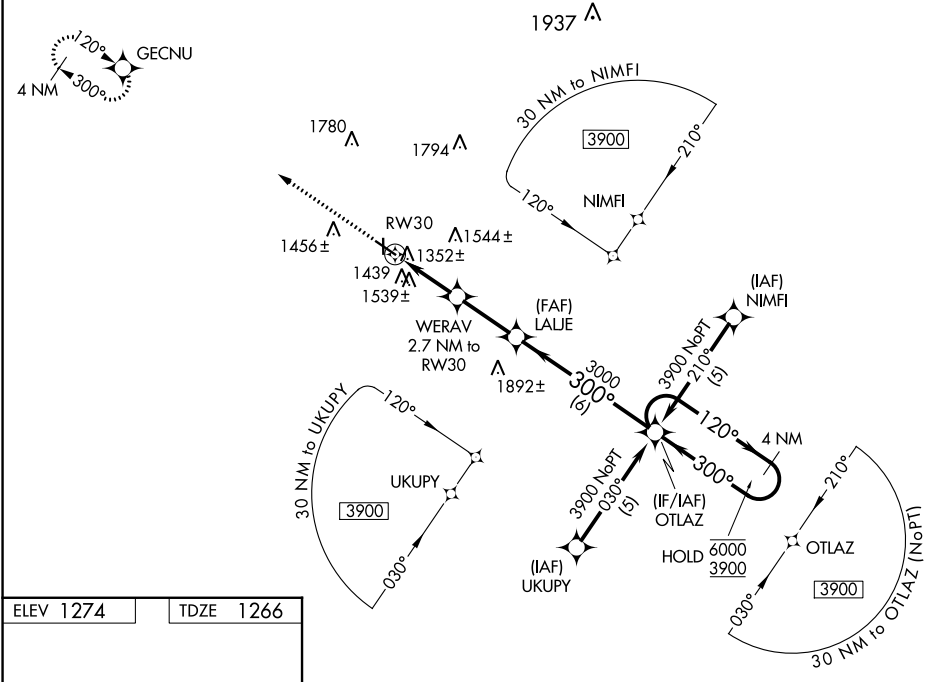 1937
120°
GECNU
4 NM
300°
30 NM to NIMFI
3900
210°
120°
NIMFI
1780
1794
RW30
1544±
1456±
1352±
1439
1539±
WERAV
2.7 NM to
RW30
(FAF)
LALJE
1892±
(IAF)
NIMFI
3900 NoPT
210°
(5)
3000
300°
(6)
120°
4 NM
300°
30 NM to UKUPY
120°
UKUPY
3900
030°
3900 NoPT
030°
(5)
(IF/IAF)
OTLAZ
HOLD 6000
3900
(IAF)
UKUPY
210°
OTLAZ
3900
030°
30 NM to OTLAZ (NoPT)
ELEV 1274
TDZE 1266